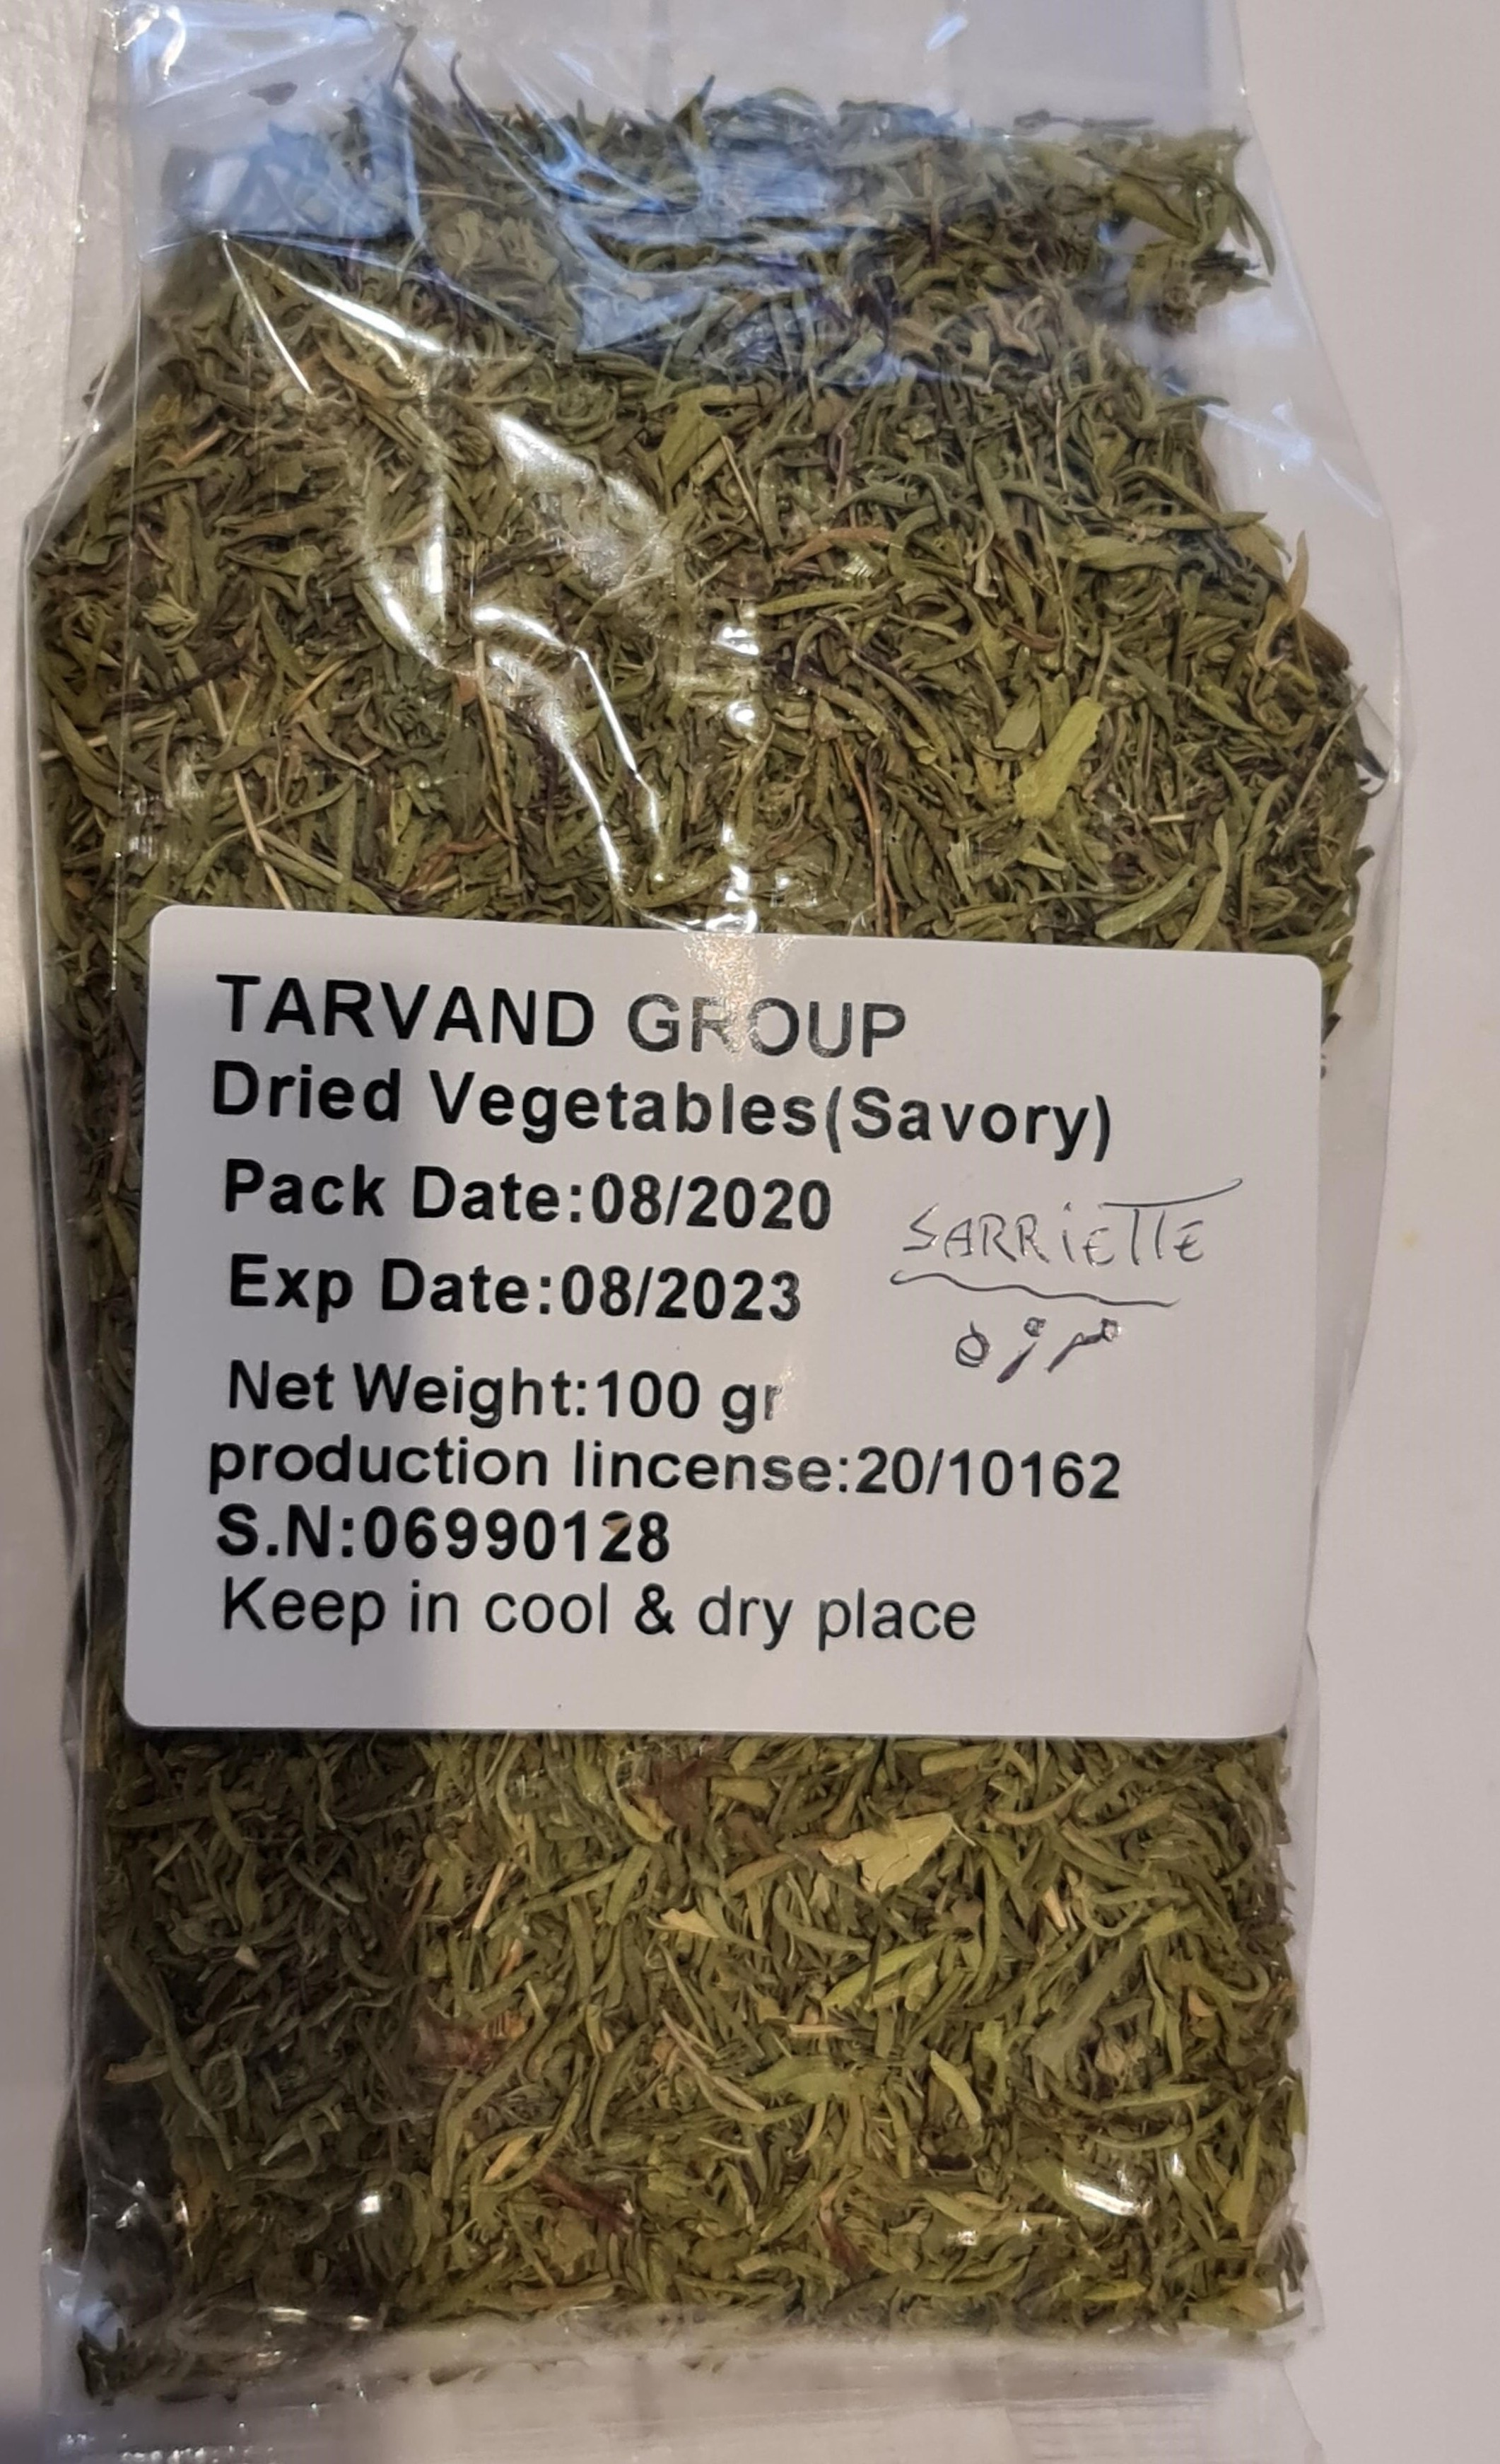 TARVAND GROUP
Dried Vegetables(Savory)
Pack Date:08/2020
SARRiETTE
Exp Date:08/2023
مرزه
Net Weight:100 gr
production lincense:20/10162
S.N:06990128
Keep in cool & dry place